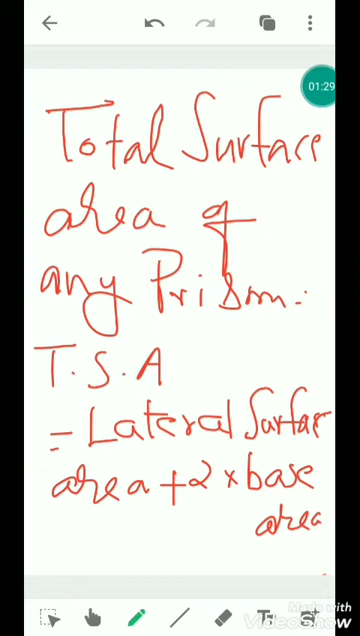 01:29
Total Surface
area of
any Prism:
T.S.A
= Lateral Surface
area + 2 x base
area
Made with
VideoShow